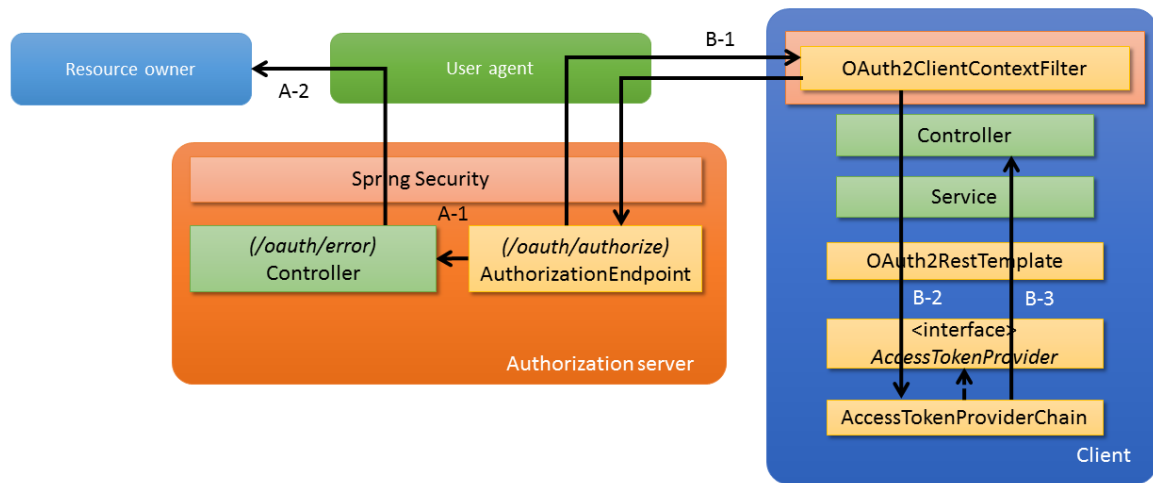 Resource owner
A-2
User agent
B-1
OAuth2ClientContextFilter
Controller
Service
OAuth2RestTemplate
B-2
B-3
<interface>
AccessTokenProvider
AccessTokenProviderChain
Client
Spring Security
A-1
(/oauth/error)
Controller
(/oauth/authorize)
AuthorizationEndpoint
Authorization server